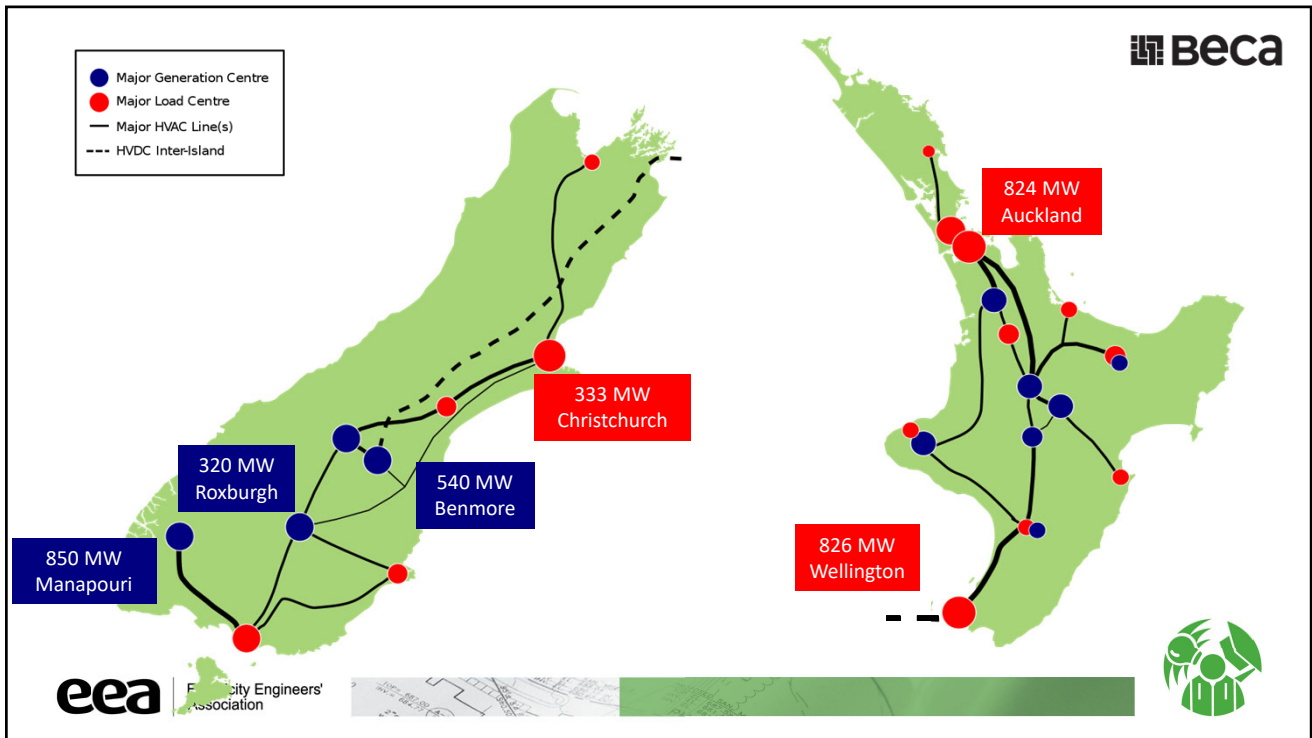 Major Generation Centre
Major Load Centre
Major HVAC Line(s)
HVDC Inter-Island
Beca
824 MW
Auckland
333 MW
Christchurch
320 MW
Roxburgh
540 MW
Benmore
850 MW
Manapouri
826 MW
Wellington
eea
Engineers'
Association